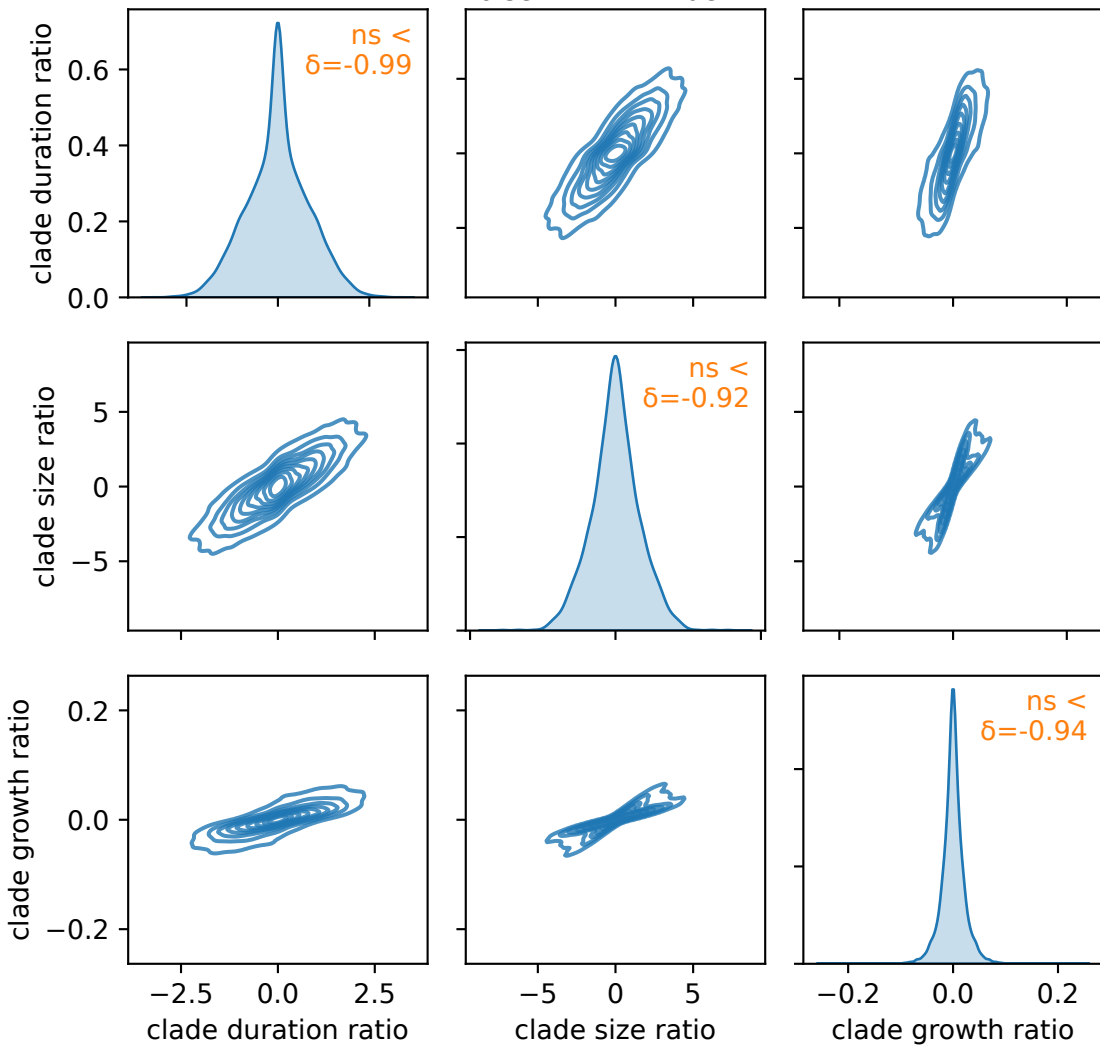 clade duration ratio
0.6
0.4
0.2
0.0
ns <
δ=-0.99
clade size ratio
5
0
−5
ns <
δ=-0.92
clade growth ratio
0.2
0.0
−0.2
ns <
δ=-0.94
−2.5 0.0 2.5
clade duration ratio
−5 0 5
clade size ratio
−0.2 0.0 0.2
clade growth ratio